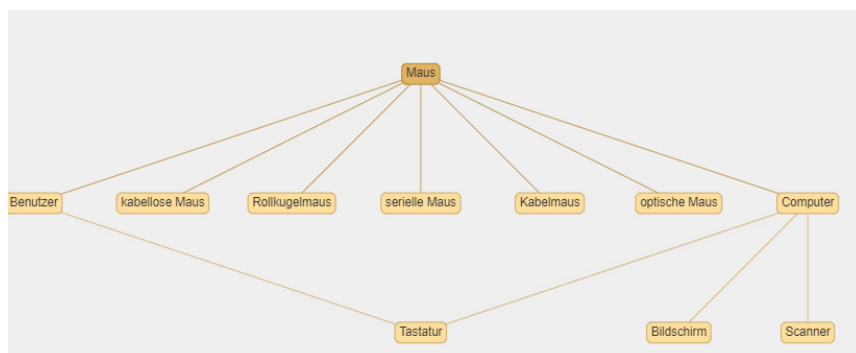 Maus
Benutzer kabellose Maus Rollkugelmaus serielle Maus Kabelmaus optische Maus Computer
Tastatur Bildschirm Scanner